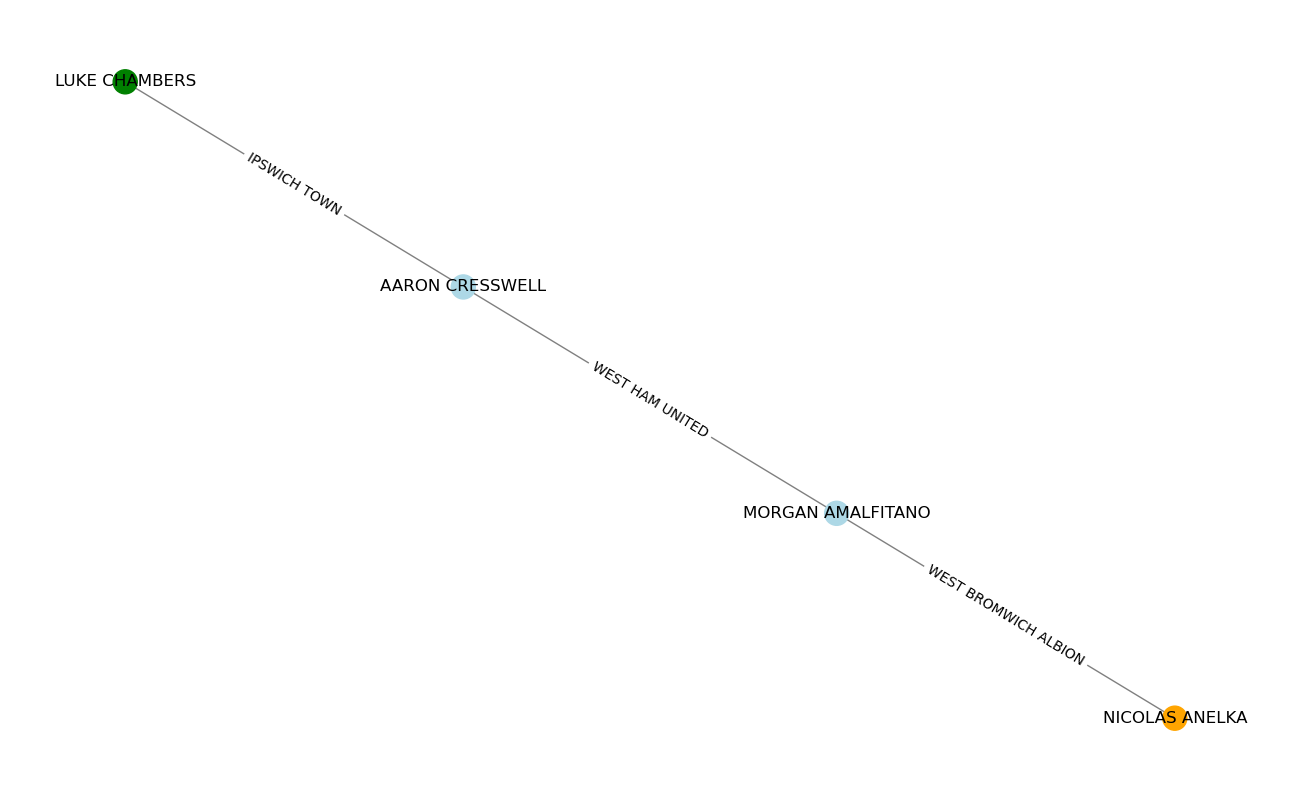 LUKE CHAMBERS
IPSWICH TOWN
AARON CRESSWELL
WEST HAM UNITED
MORGAN AMALFITANO
WEST BROMWICH ALBION
NICOLAS ANELKA